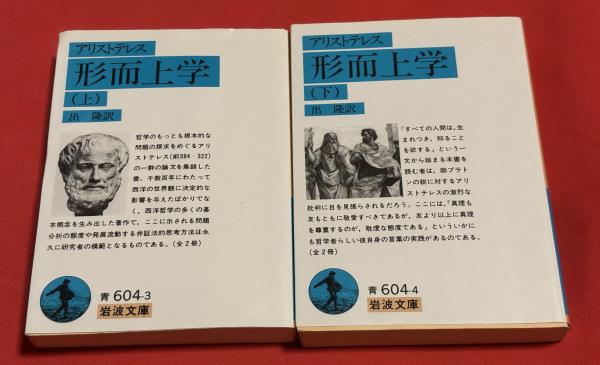 アリストテレス
形而上学
(上)
出 隆訳
哲学のもっとも根本的な
問題の探求をめぐるアリ
ストテレス(前384-322)
の一群の論文を集録した
書。千数百年にわたって
西洋の世界観に決定的な
影響を与えたばかりでな
く、西洋哲学の多くの基
本概念を生み出した著作で、ここに示される問題
分析の態度や発展流動する弁証法的思考方法は永
久に研究者の模範となるものである。(全2冊)
青 604-3
岩波文庫
アリストテレス
形而上学
(下)
出 隆訳
「すべての人間は、生
まれつき、知ること
を欲する」という一
文から始まる本書を
読む者は、師プラト
ンの説に対するアリ
ストテレスの激烈な
批判に目を見張らされるだろう。ここには、「真理も
友もともに敬愛すべきであるが、友より以上に真理
を尊重するのが、敬虔な態度である」といういかに
も哲学者らしい彼自身の言葉の実践があるのである。
(全2冊)
青 604-4
岩波文庫